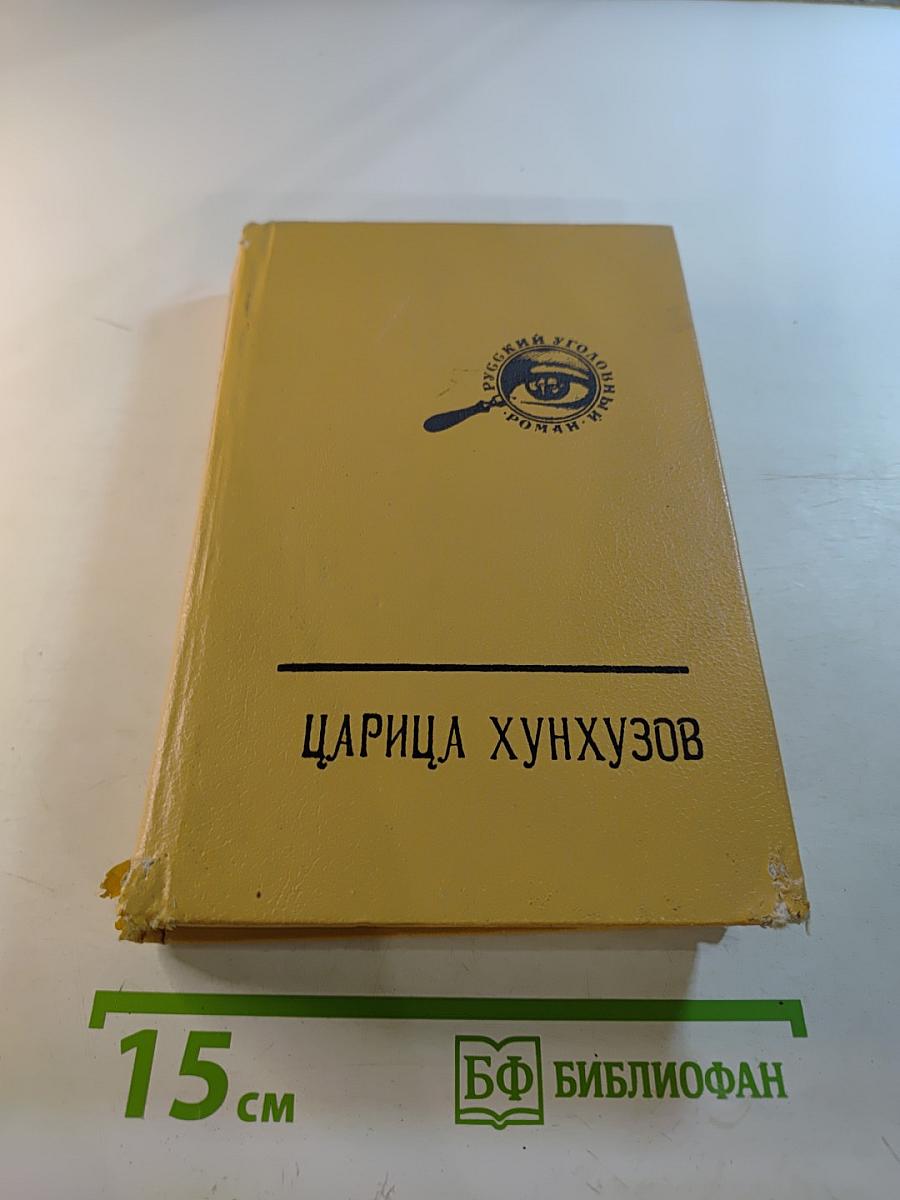 РУССКИЙ УГОЛОВНЫЙ
· РОМАН ·
ЦАРИЦА ХУНХУЗОВ
15 см
БФ БИБЛИОФАН